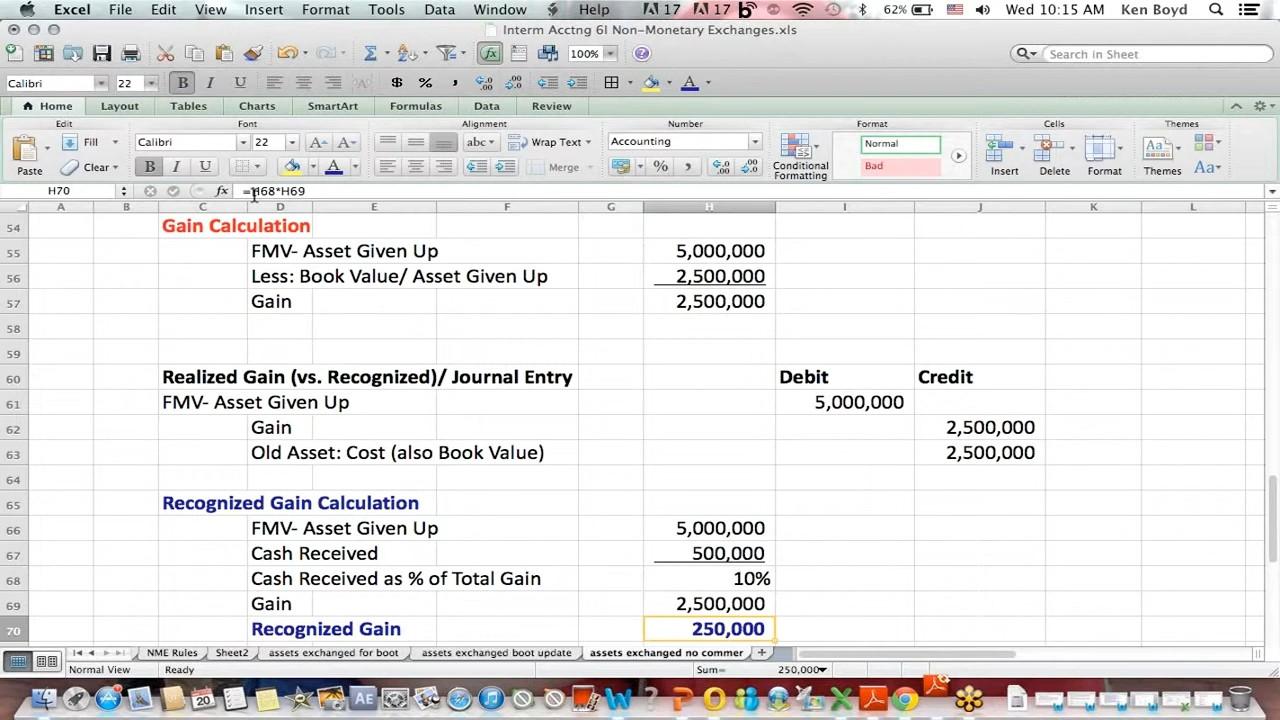 Excel File Edit View Insert Format Tools Data Window Help 17 17 62% Wed 10:15 AM Ken Boyd
Interm Acctng 6l Non-Monetary Exchanges.xls
100% Search in Sheet
Calibri 22 B I U $ %
Home Layout Tables Charts SmartArt Formulas Data Review
Edit Font Alignment Number Format Cells Themes
Fill Calibri 22 abc Wrap Text Accounting Normal
Paste Clear B I U Merge % Conditional Formatting Bad Insert Delete Format Themes Aa
H70 fx =H68*H69
A B C D E F G H I J K L
54 Gain Calculation
55 FMV- Asset Given Up 5,000,000
56 Less: Book Value/ Asset Given Up 2,500,000
57 Gain 2,500,000
58
59
60 Realized Gain (vs. Recognized)/ Journal Entry Debit Credit
61 FMV- Asset Given Up 5,000,000
62 Gain 2,500,000
63 Old Asset: Cost (also Book Value) 2,500,000
64
65 Recognized Gain Calculation
66 FMV- Asset Given Up 5,000,000
67 Cash Received 500,000
68 Cash Received as % of Total Gain 10%
69 Gain 2,500,000
70 Recognized Gain 250,000
NME Rules Sheet2 assets exchanged for boot assets exchanged boot update assets exchanged no commer
Normal View Ready Sum= 250,000